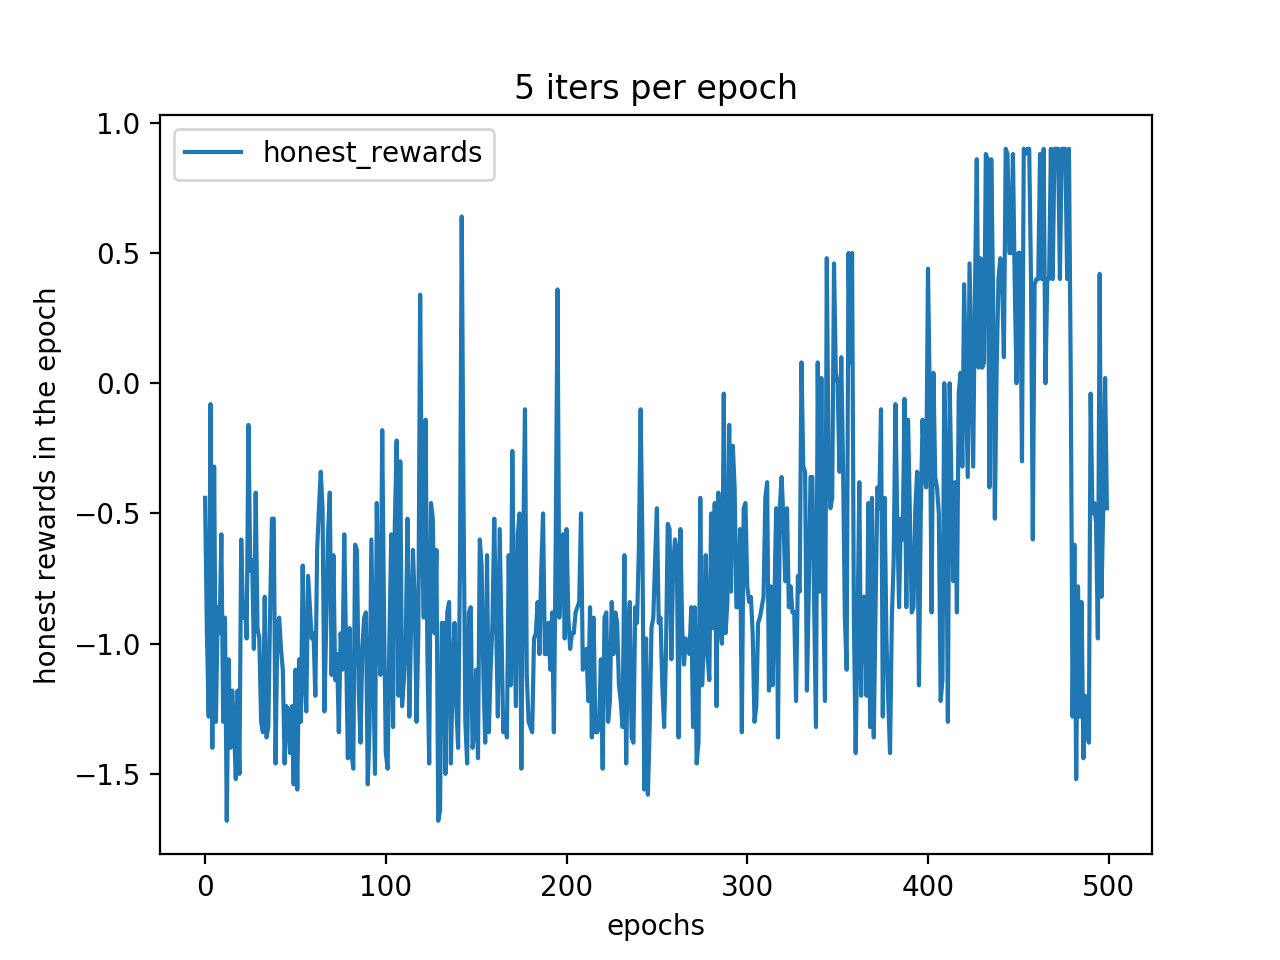 5 iters per epoch
honest_rewards
1.0
0.5
0.0
−0.5
−1.0
−1.5
honest rewards in the epoch
0 100 200 300 400 500
epochs